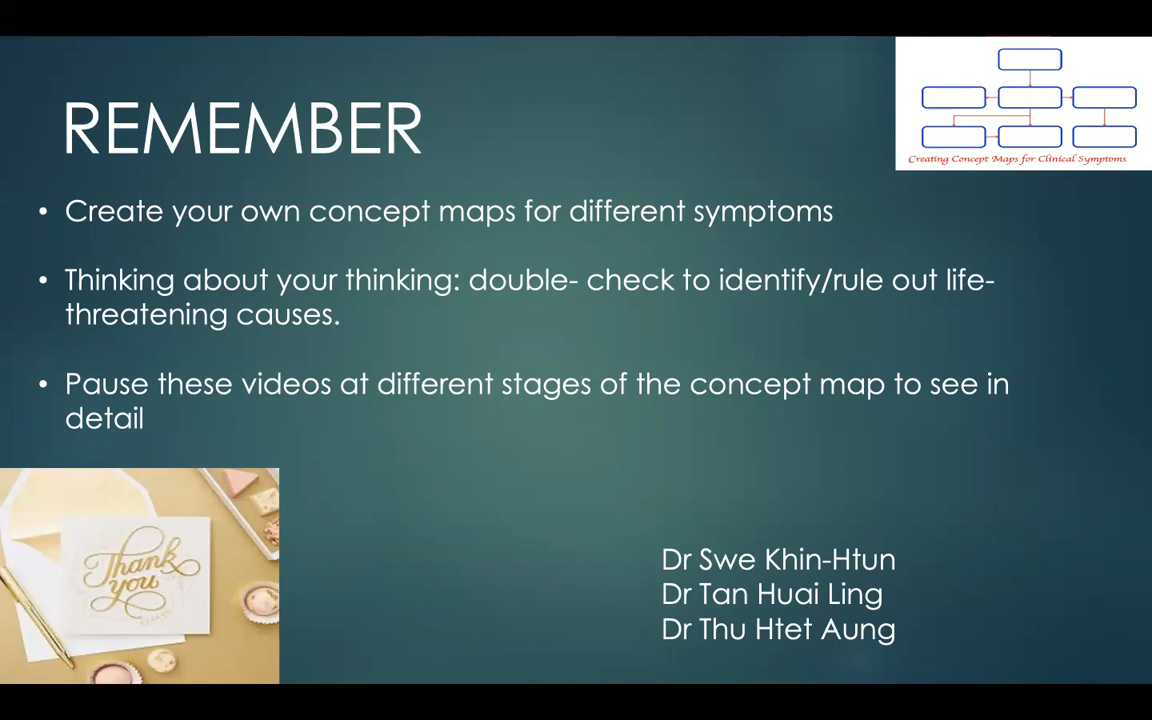 REMEMBER
Creating Concept Maps for Clinical Symptoms
• Create your own concept maps for different symptoms
• Thinking about your thinking: double- check to identify/rule out life-
threatening causes.
• Pause these videos at different stages of the concept map to see in
detail
Thank
you
Dr Swe Khin-Htun
Dr Tan Huai Ling
Dr Thu Htet Aung